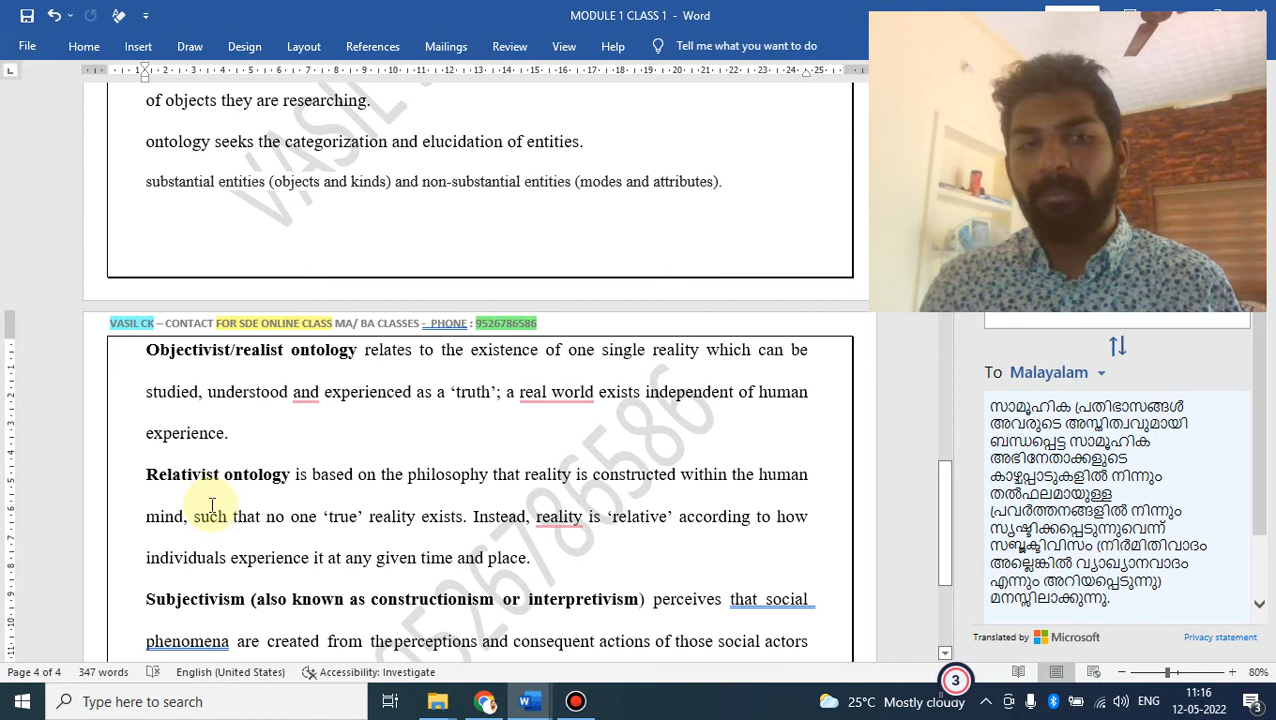 MODULE 1 CLASS 1 - Word
File Home Insert Draw Design Layout References Mailings Review View Help Tell me what you want to do
of objects they are researching.
ontology seeks the categorization and elucidation of entities.
substantial entities (objects and kinds) and non-substantial entities (modes and attributes).
VASIL CK – CONTACT FOR SDE ONLINE CLASS MA/ BA CLASSES - PHONE : 9526786586
Objectivist/realist ontology relates to the existence of one single reality which can be
studied, understood and experienced as a ‘truth’; a real world exists independent of human
experience.
Relativist ontology is based on the philosophy that reality is constructed within the human
mind, such that no one ‘true’ reality exists. Instead, reality is ‘relative’ according to how
individuals experience it at any given time and place.
Subjectivism (also known as constructionism or interpretivism) perceives that social
phenomena are created from theperceptions and consequent actions of those social actors
VASIL
9526786586
To Malayalam
സാമൂഹിക പ്രതിഭാസങ്ങൾ
അവരുടെ അസ്തിത്വവുമായി
ബന്ധപ്പെട്ട സാമൂഹിക
അഭിനേതാക്കളുടെ
കാഴ്ചപ്പാടുകളിൽ നിന്നും
തൽഫലമായുള്ള
പ്രവർത്തനങ്ങളിൽ നിന്നും
സൃഷ്ടിക്കപ്പെടുന്നുവെന്ന്
സബ്ജക്ടിവിസം (നിർമിതിവാദം
അല്ലെങ്കിൽ വ്യാഖ്യാനവാദം
എന്നും അറിയപ്പെടുന്നു)
മനസ്സിലാക്കുന്നു.
Translated by Microsoft Privacy statement
Page 4 of 4 347 words English (United States) Accessibility: Investigate 80%
3
Type here to search 25°C Mostly cloudy ENG 11:16
12-05-2022 3